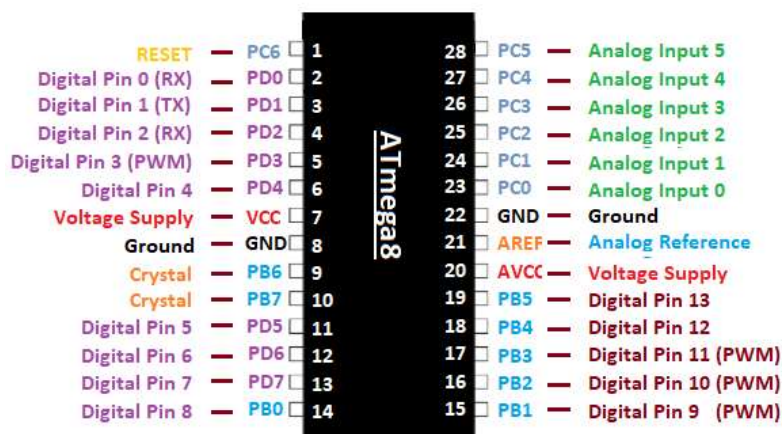 RESET — PC6 1 28 PC5 — Analog Input 5
Digital Pin 0 (RX) — PD0 2 27 PC4 — Analog Input 4
Digital Pin 1 (TX) — PD1 3 26 PC3 — Analog Input 3
Digital Pin 2 (RX) — PD2 4 25 PC2 — Analog Input 2
Digital Pin 3 (PWM) — PD3 5 24 PC1 — Analog Input 1
Digital Pin 4 — PD4 6 23 PC0 — Analog Input 0
Voltage Supply — VCC 7 22 GND — Ground
Ground — GND 8 21 AREF — Analog Reference
Crystal — PB6 9 20 AVCC — Voltage Supply
Crystal — PB7 10 19 PB5 — Digital Pin 13
Digital Pin 5 — PD5 11 18 PB4 — Digital Pin 12
Digital Pin 6 — PD6 12 17 PB3 — Digital Pin 11 (PWM)
Digital Pin 7 — PD7 13 16 PB2 — Digital Pin 10 (PWM)
Digital Pin 8 — PB0 14 15 PB1 — Digital Pin 9 (PWM)
ATmega8